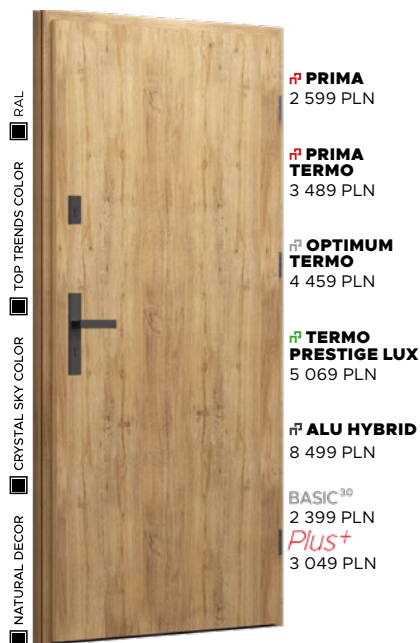 RAL
TOP TRENDS COLOR
CRYSTAL SKY COLOR
NATURAL DECOR
PRIMA
2 599 PLN
PRIMA
TERMO
3 489 PLN
OPTIMUM
TERMO
4 459 PLN
TERMO
PRESTIGE LUX
5 069 PLN
ALU HYBRID
8 499 PLN
BASIC 3.0
2 399 PLN
Plus+
3 049 PLN